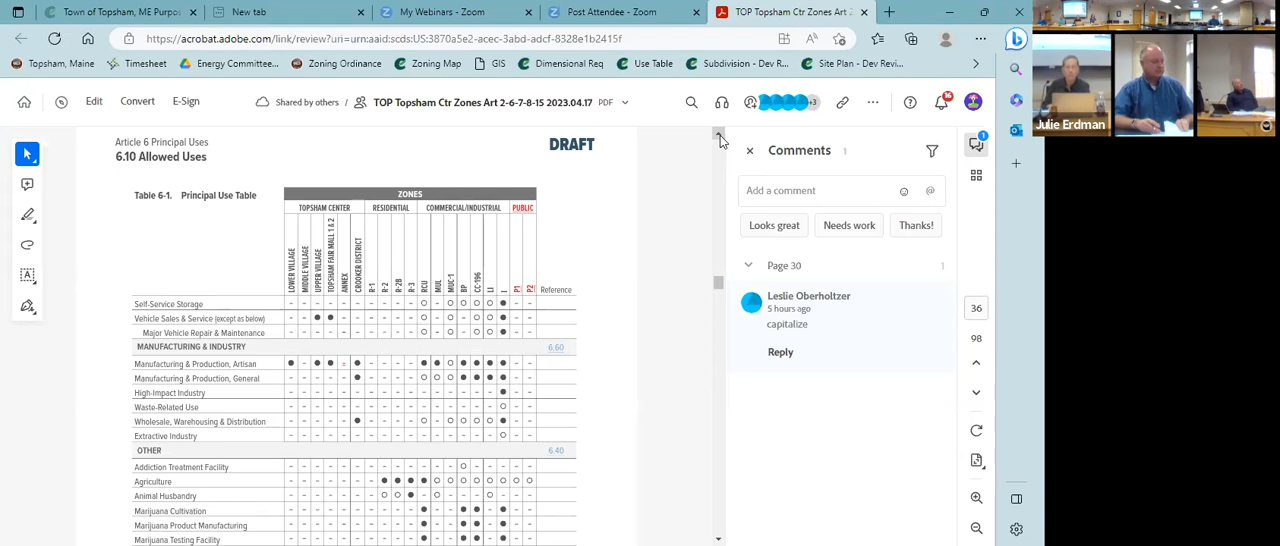 Town of Topsham, ME Purpo
New tab
My Webinars - Zoom
Post Attendee - Zoom
TOP Topsham Ctr Zones Art 2
https://acrobat.adobe.com/link/review?uri=urn:aaid:scds:US:3870a5e2-acec-3abd-adcf-8328e1b2415f
Topsham, Maine
Timesheet
Energy Committee...
Zoning Ordinance
Zoning Map
GIS
Dimensional Req
Use Table
Subdivision - Dev R...
Site Plan - Dev Revi...
Edit
Convert
E-Sign
Shared by others /
TOP Topsham Ctr Zones Art 2-6-7-8-15 2023.04.17
PDF
+3
16
Julie Erdman
Article 6 Principal Uses
6.10 Allowed Uses
DRAFT
Table 6-1. Principal Use Table
ZONES
TOPSHAM CENTER
RESIDENTIAL
COMMERCIAL/INDUSTRIAL
PUBLIC
LOWER VILLAGE
MIDDLE VILLAGE
UPPER VILLAGE
TOPSHAM FAIR MALL 1 & 2
ANNEX
CROOKER DISTRICT
R-1
R-2
R-2B
R-3
RCU
MUL
MUC-1
BP
CC-196
LI
I
P1
P2
Reference
Self-Service Storage
Vehicle Sales & Service (except as below)
Major Vehicle Repair & Maintenance
MANUFACTURING & INDUSTRY 6.60
Manufacturing & Production, Artisan
Manufacturing & Production, General
High-Impact Industry
Waste-Related Use
Wholesale, Warehousing & Distribution
Extractive Industry
OTHER 6.40
Addiction Treatment Facility
Agriculture
Animal Husbandry
Marijuana Cultivation
Marijuana Product Manufacturing
Marijuana Testing Facility
Comments 1
Add a comment
Looks great
Needs work
Thanks!
Page 30
1
Leslie Oberholtzer
5 hours ago
capitalize
Reply
1
36
98